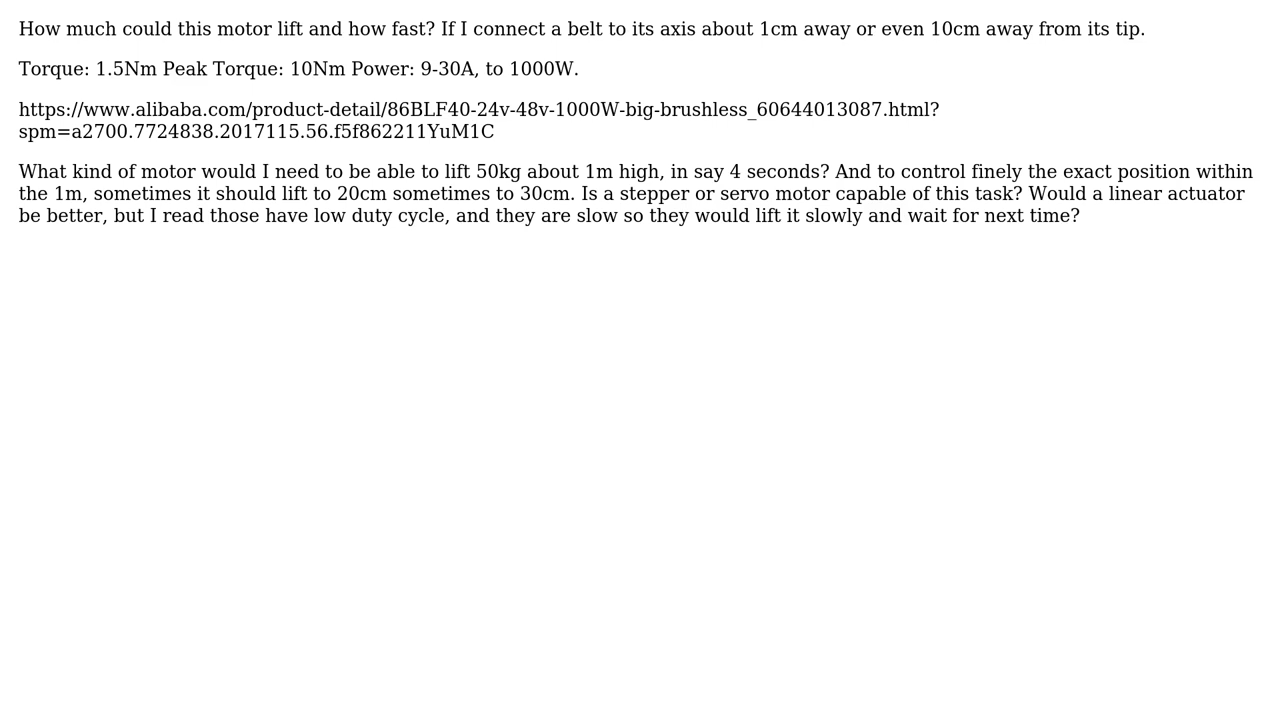 How much could this motor lift and how fast? If I connect a belt to its axis about 1cm away or even 10cm away from its tip.
Torque: 1.5Nm Peak Torque: 10Nm Power: 9-30A, to 1000W.
https://www.alibaba.com/product-detail/86BLF40-24v-48v-1000W-big-brushless_60644013087.html?
spm=a2700.7724838.2017115.56.f5f862211YuM1C
What kind of motor would I need to be able to lift 50kg about 1m high, in say 4 seconds? And to control finely the exact position within
the 1m, sometimes it should lift to 20cm sometimes to 30cm. Is a stepper or servo motor capable of this task? Would a linear actuator
be better, but I read those have low duty cycle, and they are slow so they would lift it slowly and wait for next time?